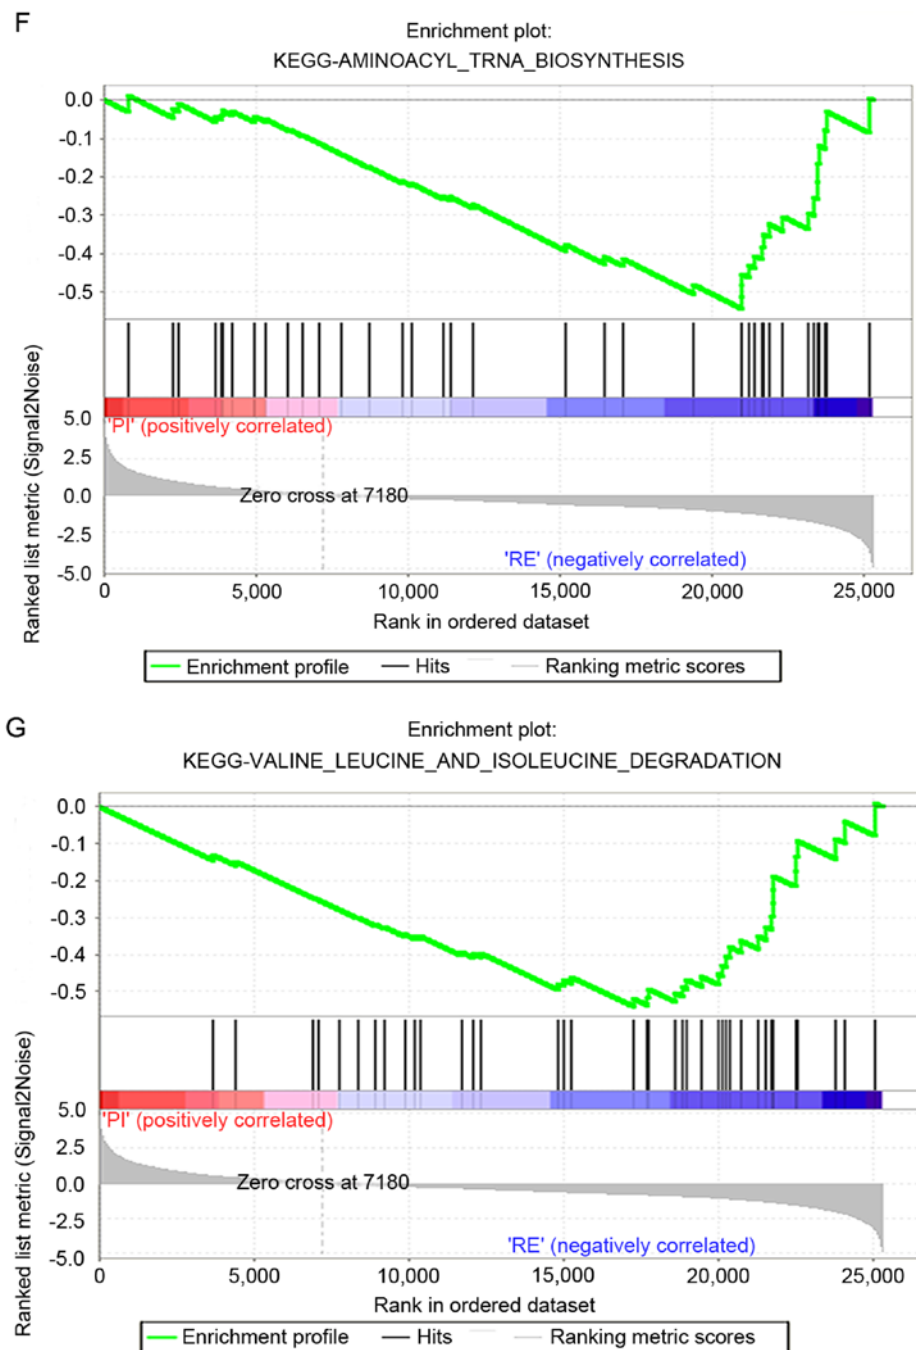 F
Enrichment plot:
KEGG-AMINOACYL_TRNA_BIOSYNTHESIS
0.0
-0.1
-0.2
-0.3
-0.4
-0.5
5.0
'PI' (positively correlated)
2.5
0.0
Zero cross at 7180
-2.5
'RE' (negatively correlated)
-5.0
Ranked list metric (Signal2Noise)
0 5,000 10,000 15,000 20,000 25,000
Rank in ordered dataset
Enrichment profile Hits Ranking metric scores
G
Enrichment plot:
KEGG-VALINE_LEUCINE_AND_ISOLEUCINE_DEGRADATION
0.0
-0.1
-0.2
-0.3
-0.4
-0.5
5.0
'PI' (positively correlated)
2.5
0.0
Zero cross at 7180
-2.5
'RE' (negatively correlated)
-5.0
Ranked list metric (Signal2Noise)
0 5,000 10,000 15,000 20,000 25,000
Rank in ordered dataset
Enrichment profile Hits Ranking metric scores